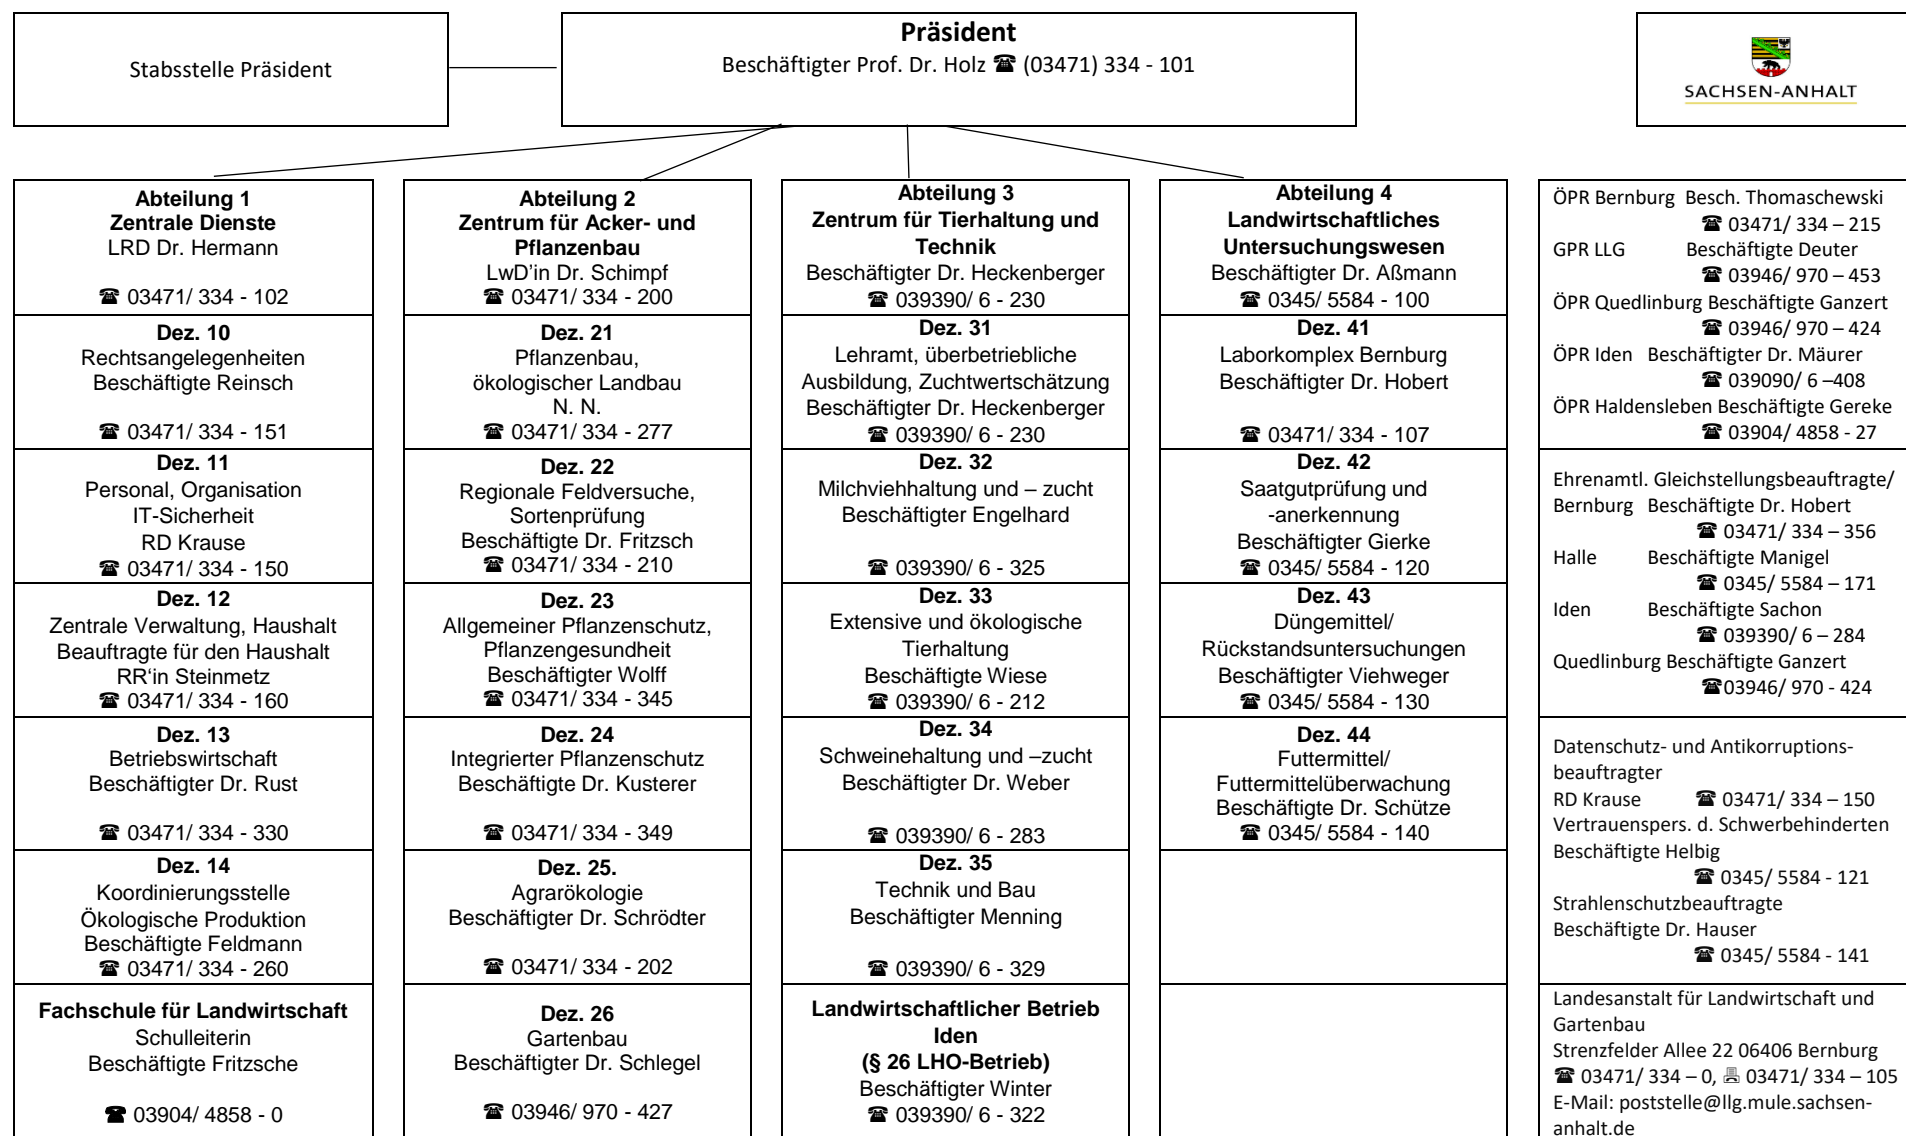 Stabsstelle Präsident
Präsident
Beschäftigter Prof. Dr. Holz ☎ (03471) 334 - 101
SACHSEN-ANHALT
Abteilung 1
Zentrale Dienste
LRD Dr. Hermann
☎ 03471/ 334 - 102
Dez. 10
Rechtsangelegenheiten
Beschäftigte Reinsch
☎ 03471/ 334 - 151
Dez. 11
Personal, Organisation
IT-Sicherheit
RD Krause
☎ 03471/ 334 - 150
Dez. 12
Zentrale Verwaltung, Haushalt
Beauftragte für den Haushalt
RR‘in Steinmetz
☎ 03471/ 334 - 160
Dez. 13
Betriebswirtschaft
Beschäftigter Dr. Rust
☎ 03471/ 334 - 330
Dez. 14
Koordinierungsstelle
Ökologische Produktion
Beschäftigte Feldmann
☎ 03471/ 334 - 260
Fachschule für Landwirtschaft
Schulleiterin
Beschäftigte Fritzsche
☎ 03904/ 4858 - 0
Abteilung 2
Zentrum für Acker- und
Pflanzenbau
LwD’in Dr. Schimpf
☎ 03471/ 334 - 200
Dez. 21
Pflanzenbau,
ökologischer Landbau
N. N.
☎ 03471/ 334 - 277
Dez. 22
Regionale Feldversuche,
Sortenprüfung
Beschäftigte Dr. Fritzsch
☎ 03471/ 334 - 210
Dez. 23
Allgemeiner Pflanzenschutz,
Pflanzengesundheit
Beschäftigter Wolff
☎ 03471/ 334 - 345
Dez. 24
Integrierter Pflanzenschutz
Beschäftigte Dr. Kusterer
☎ 03471/ 334 - 349
Dez. 25.
Agrarökologie
Beschäftigter Dr. Schrödter
☎ 03471/ 334 - 202
Dez. 26
Gartenbau
Beschäftigter Dr. Schlegel
☎ 03946/ 970 - 427
Abteilung 3
Zentrum für Tierhaltung und
Technik
Beschäftigter Dr. Heckenberger
☎ 039390/ 6 - 230
Dez. 31
Lehramt, überbetriebliche
Ausbildung, Zuchtwertschätzung
Beschäftigter Dr. Heckenberger
☎ 039390/ 6 - 230
Dez. 32
Milchviehhaltung und – zucht
Beschäftigter Engelhard
☎ 039390/ 6 - 325
Dez. 33
Extensive und ökologische
Tierhaltung
Beschäftigte Wiese
☎ 039390/ 6 - 212
Dez. 34
Schweinehaltung und –zucht
Beschäftigter Dr. Weber
☎ 039390/ 6 - 283
Dez. 35
Technik und Bau
Beschäftigter Menning
☎ 039390/ 6 - 329
Landwirtschaftlicher Betrieb
Iden
(§ 26 LHO-Betrieb)
Beschäftigter Winter
☎ 039390/ 6 - 322
Abteilung 4
Landwirtschaftliches
Untersuchungswesen
Beschäftigter Dr. Aßmann
☎ 0345/ 5584 - 100
Dez. 41
Laborkomplex Bernburg
Beschäftigter Dr. Hobert
☎ 03471/ 334 - 107
Dez. 42
Saatgutprüfung und
-anerkennung
Beschäftigter Gierke
☎ 0345/ 5584 - 120
Dez. 43
Düngemittel/
Rückstandsuntersuchungen
Beschäftigter Viehweger
☎ 0345/ 5584 - 130
Dez. 44
Futtermittel/
Futtermittelüberwachung
Beschäftigte Dr. Schütze
☎ 0345/ 5584 - 140
ÖPR Bernburg Besch. Thomaschewski
☎ 03471/ 334 – 215
GPR LLG Beschäftigte Deuter
☎ 03946/ 970 – 453
ÖPR Quedlinburg Beschäftigte Ganzert
☎ 03946/ 970 – 424
ÖPR Iden Beschäftigter Dr. Mäurer
☎ 039090/ 6 –408
ÖPR Haldensleben Beschäftigte Gereke
☎ 03904/ 4858 - 27
Ehrenamtl. Gleichstellungsbeauftragte/
Bernburg Beschäftigte Dr. Hobert
☎ 03471/ 334 – 356
Halle Beschäftigte Manigel
☎ 0345/ 5584 – 171
Iden Beschäftigte Sachon
☎ 039390/ 6 – 284
Quedlinburg Beschäftigte Ganzert
☎03946/ 970 - 424
Datenschutz- und Antikorruptions-
beauftragter
RD Krause ☎ 03471/ 334 – 150
Vertrauenspers. d. Schwerbehinderten
Beschäftigte Helbig
☎ 0345/ 5584 - 121
Strahlenschutzbeauftragte
Beschäftigte Dr. Hauser
☎ 0345/ 5584 - 141
Landesanstalt für Landwirtschaft und
Gartenbau
Strenzfelder Allee 22 06406 Bernburg
☎ 03471/ 334 – 0, 🖷 03471/ 334 – 105
E-Mail: poststelle@llg.mule.sachsen-
anhalt.de